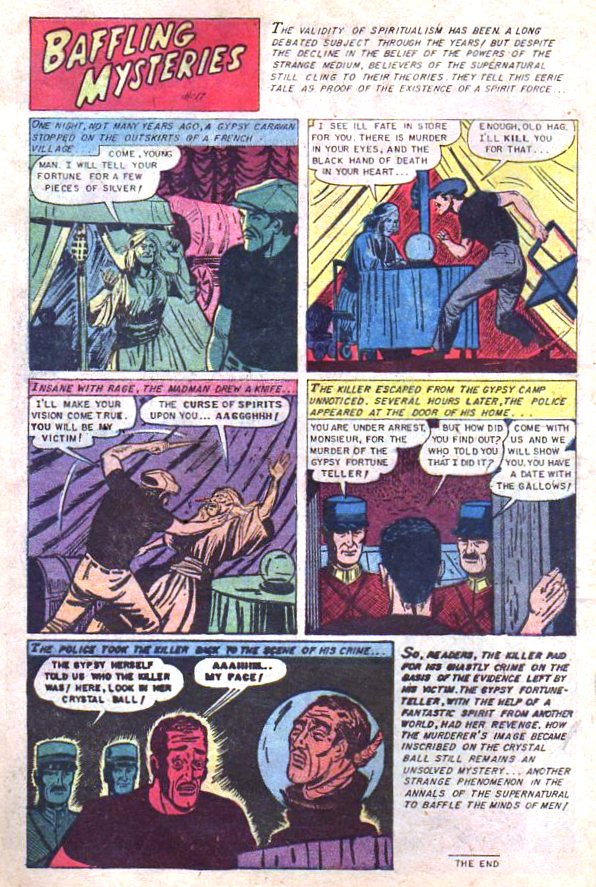 BAFFLING
MYSTERIES
No. 17
THE VALIDITY OF SPIRITUALISM HAS BEEN A LONG
DEBATED SUBJECT THROUGH THE YEARS! BUT DESPITE
THE DECLINE IN THE BELIEF OF THE POWERS OF THE
STRANGE MEDIUM, BELIEVERS OF THE SUPERNATURAL
STILL CLING TO THEIR THEORIES. THEY TELL THIS EERIE
TALE AS PROOF OF THE EXISTENCE OF A SPIRIT FORCE...
ONE NIGHT, NOT MANY YEARS AGO, A GYPSY CARAVAN
STOPPED ON THE OUTSKIRTS OF A FRENCH
VILLAGE...
COME, YOUNG
MAN. I WILL TELL YOUR
FORTUNE FOR A FEW
PIECES OF SILVER!
I SEE ILL FATE IN STORE
FOR YOU. THERE IS MURDER
IN YOUR EYES, AND THE
BLACK HAND OF DEATH
IN YOUR HEART...
ENOUGH, OLD HAG.
I'LL KILL YOU
FOR THAT...
INSANE WITH RAGE, THE MADMAN DREW A KNIFE...
I'LL MAKE YOUR
VISION COME TRUE.
YOU WILL BE MY
VICTIM!
THE CURSE OF SPIRITS
UPON YOU... AAGGGHHH!
THE KILLER ESCAPED FROM THE GYPSY CAMP
UNNOTICED. SEVERAL HOURS LATER, THE POLICE
APPEARED AT THE DOOR OF HIS HOME...
YOU ARE UNDER ARREST,
MONSIEUR, FOR THE
MURDER OF THE
GYPSY FORTUNE
TELLER!
BUT HOW DID
YOU FIND OUT?
WHO TOLD YOU
THAT I DID IT?
COME WITH
US AND WE WILL
SHOW
YOU. YOU HAVE
A DATE WITH
THE GALLOWS!
THE POLICE TOOK THE KILLER BACK TO THE SCENE OF HIS CRIME...
THE GYPSY HERSELF
TOLD US WHO THE KILLER
WAS! HERE, LOOK IN HER
CRYSTAL BALL!
AAAHHH...
MY FACE!
SO, READERS, THE KILLER PAID
FOR HIS GHASTLY CRIME ON THE
BASIS OF THE EVIDENCE LEFT BY
HIS VICTIM. THE GYPSY FORTUNE-
TELLER, WITH THE HELP OF A
FANTASTIC SPIRIT FROM ANOTHER
WORLD, HAD HER REVENGE. HOW
THE MURDERER'S IMAGE BECAME
INSCRIBED ON THE CRYSTAL
BALL STILL REMAINS AN
UNSOLVED MYSTERY... ANOTHER
STRANGE PHENOMENON IN THE
ANNALS OF THE SUPERNATURAL
TO BAFFLE THE MINDS OF MEN!
THE END